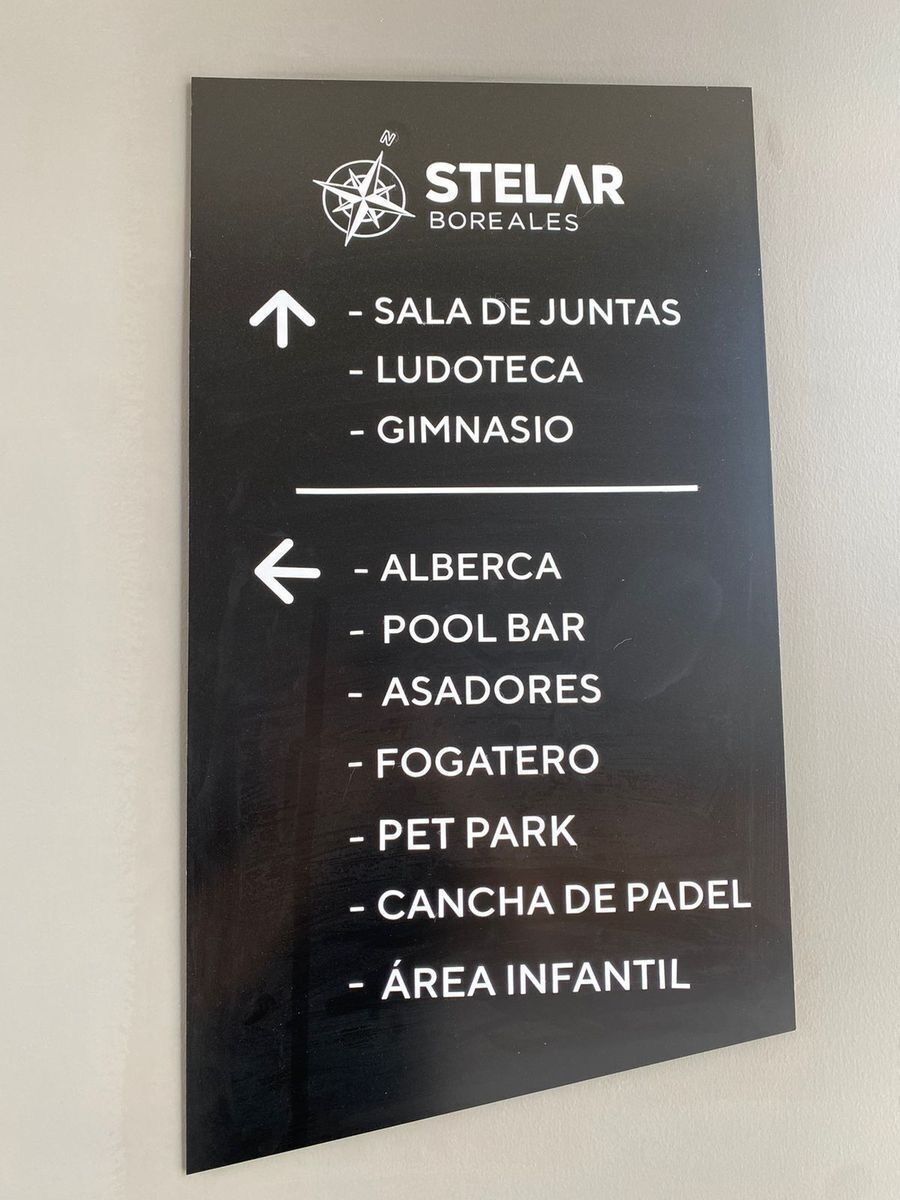 N
STELAR
BOREALES
- SALA DE JUNTAS
- LUDOTECA
- GIMNASIO
- ALBERCA
- POOL BAR
- ASADORES
- FOGATERO
- PET PARK
- CANCHA DE PADEL
- ÁREA INFANTIL